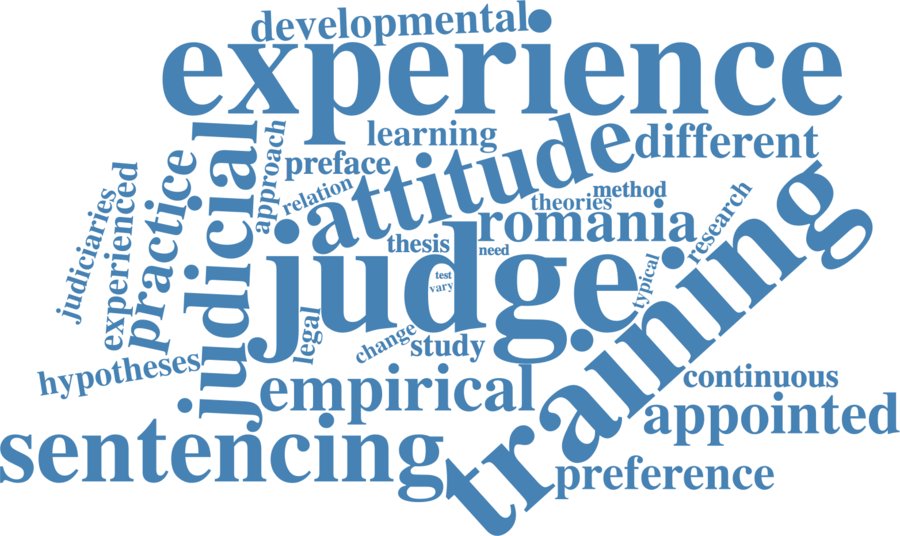 developmental
experience
learning
different
attitude
preface
approach
relation
judicial
practice
experienced
judiciaries
theories
method
romania
research
thesis
need
judge
test
vary
typical
training
legal
change
study
hypotheses
empirical
continuous
appointed
sentencing
preference